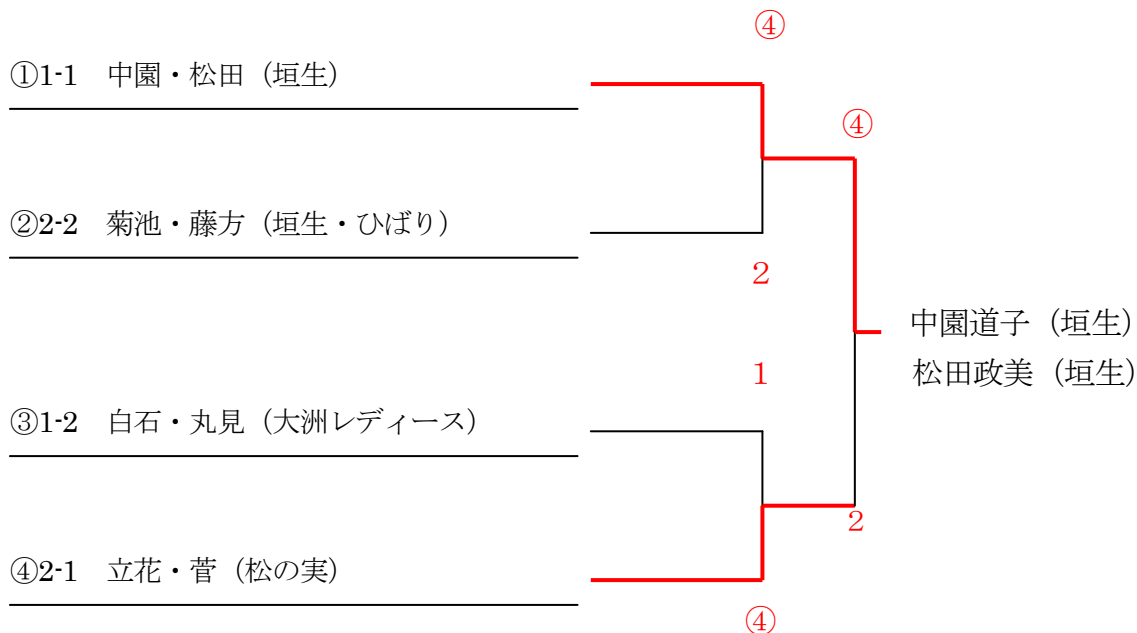 ④
①1-1 中園・松田（垣生）
④
②2-2 菊池・藤方（垣生・ひばり）
２
中園道子（垣生）
松田政美（垣生）
１
③1-2 白石・丸見（大洲レディース）
２
④2-1 立花・菅（松の実）
④